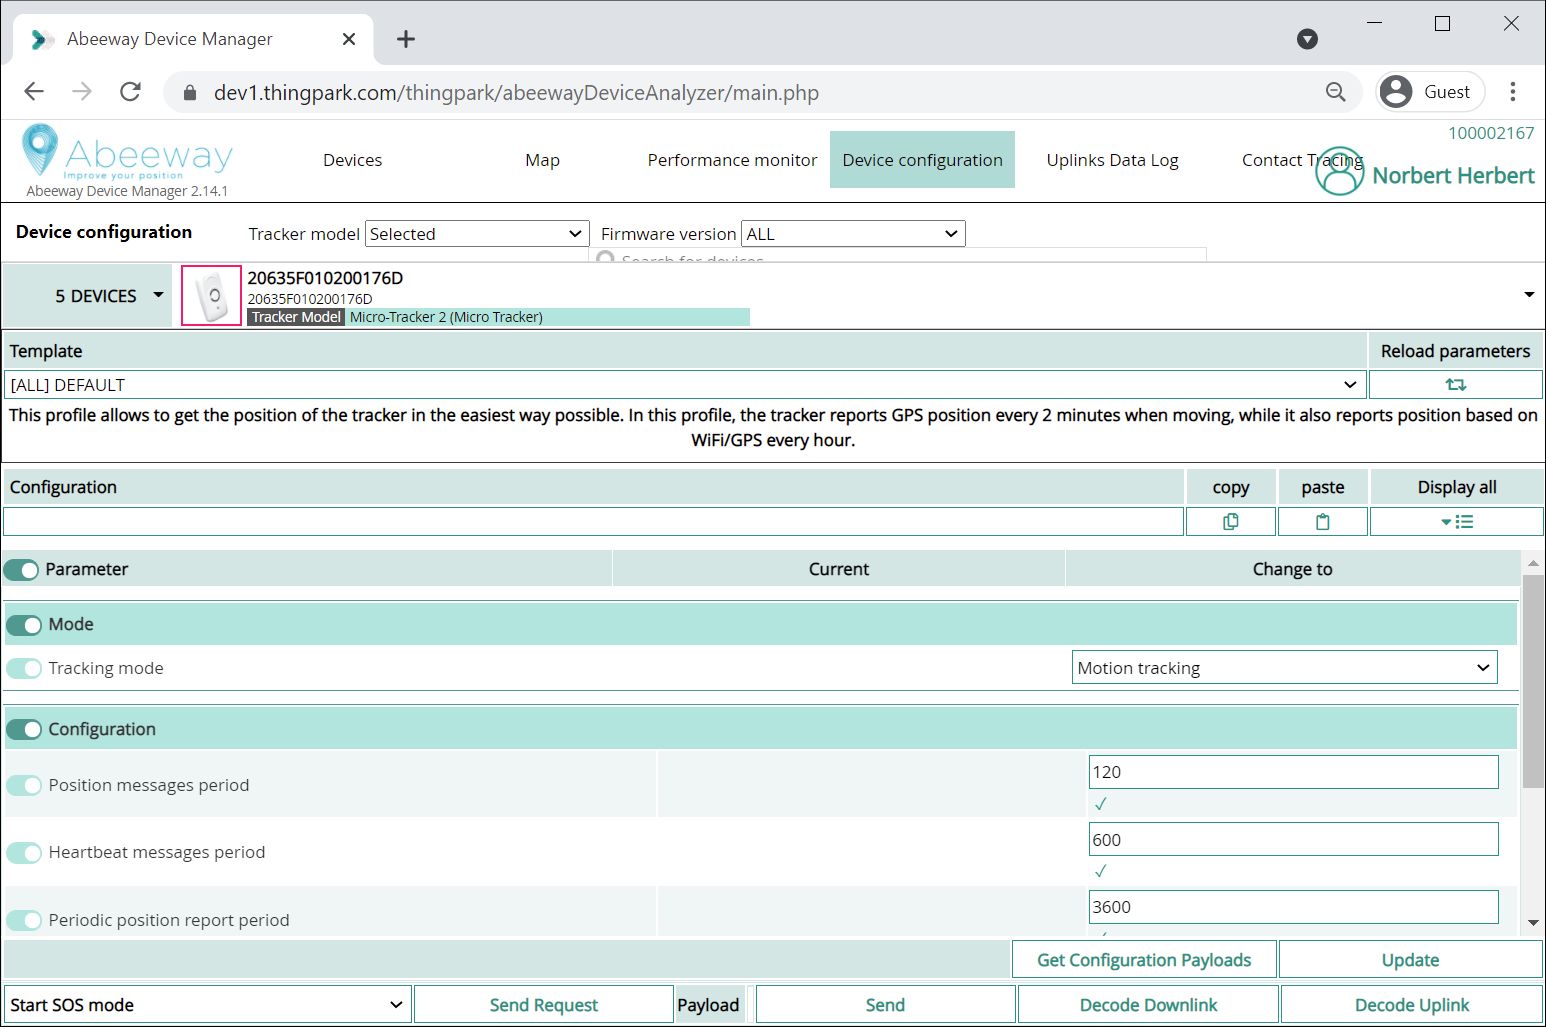 Abeeway Device Manager
dev1.thingpark.com/thingpark/abeewayDeviceAnalyzer/main.php
Guest
Abeeway
Improve your position
Abeeway Device Manager 2.14.1
Devices
Map
Performance monitor
Device configuration
Uplinks Data Log
Contact Tracing
100002167
Norbert Herbert
Device configuration
Tracker model
Selected
Firmware version
ALL
Search for devices
5 DEVICES
20635F010200176D
20635F010200176D
Tracker Model Micro-Tracker 2 (Micro Tracker)
Template
Reload parameters
[ALL] DEFAULT
This profile allows to get the position of the tracker in the easiest way possible. In this profile, the tracker reports GPS position every 2 minutes when moving, while it also reports position based on
WiFi/GPS every hour.
Configuration
copy
paste
Display all
Parameter
Current
Change to
Mode
Tracking mode
Motion tracking
Configuration
Position messages period
120
Heartbeat messages period
600
Periodic position report period
3600
Get Configuration Payloads
Update
Start SOS mode
Send Request
Payload
Send
Decode Downlink
Decode Uplink